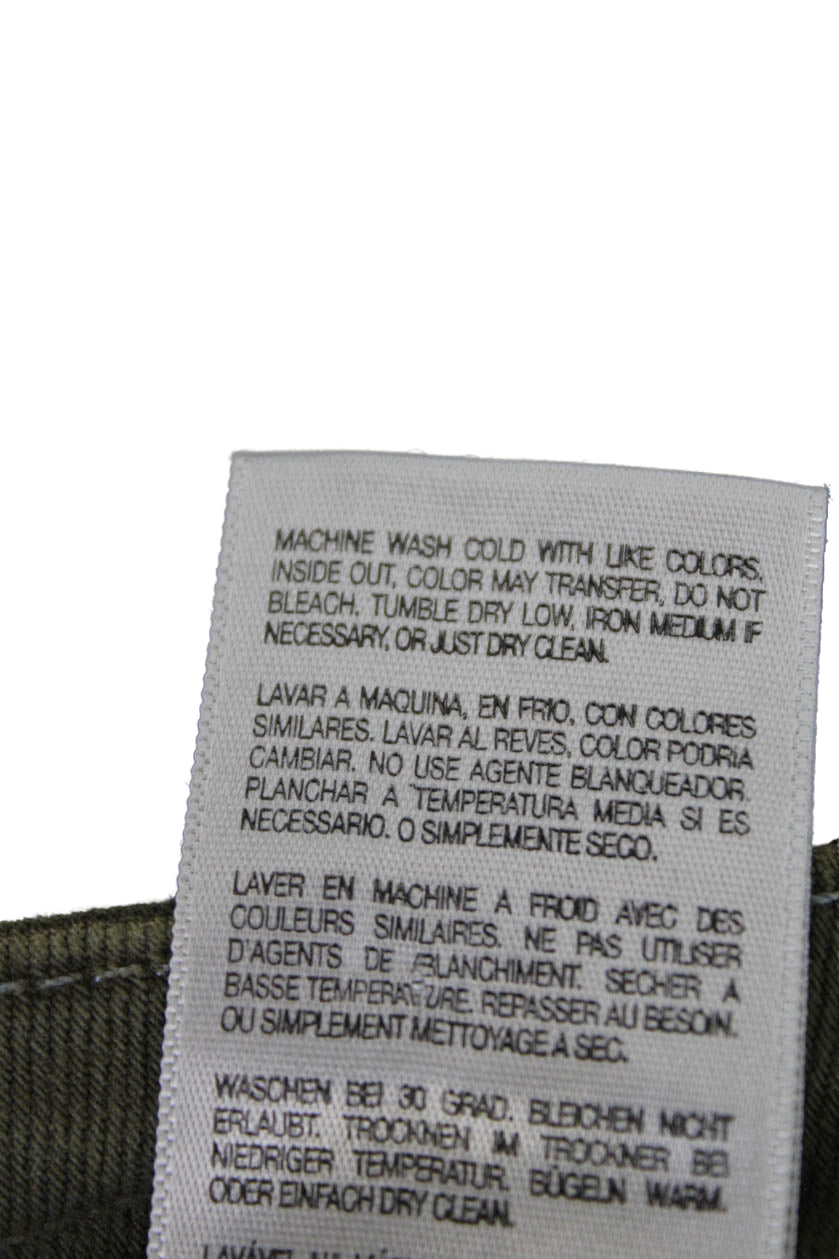 MACHINE WASH COLD WITH LIKE COLORS,
INSIDE OUT, COLOR MAY TRANSFER, DO NOT
BLEACH. TUMBLE DRY LOW, IRON MEDIUM IF
NECESSARY, OR JUST DRY CLEAN.
LAVAR A MAQUINA, EN FRIO, CON COLORES
SIMILARES. LAVAR AL REVES, COLOR PODRIA
CAMBIAR. NO USE AGENTE BLANQUEADOR.
PLANCHAR A TEMPERATURA MEDIA SI ES
NECESSARIO. O SIMPLEMENTE SECO.
LAVER EN MACHINE A FROID AVEC DES
COULEURS SIMILAIRES. NE PAS UTILISER
D'AGENTS DE BLANCHIMENT. SECHER A
BASSE TEMPERATURE. REPASSER AU BESOIN.
OU SIMPLEMENT METTOYAGE A SEC.
WASCHEN BEI 30 GRAD. BLEICHEN NICHT
ERLAUBT. TROCKNEN IM TROCKNER BEI
NIEDRIGER TEMPERATUR. BÜGELN WARM.
ODER EINFACH DRY CLEAN.